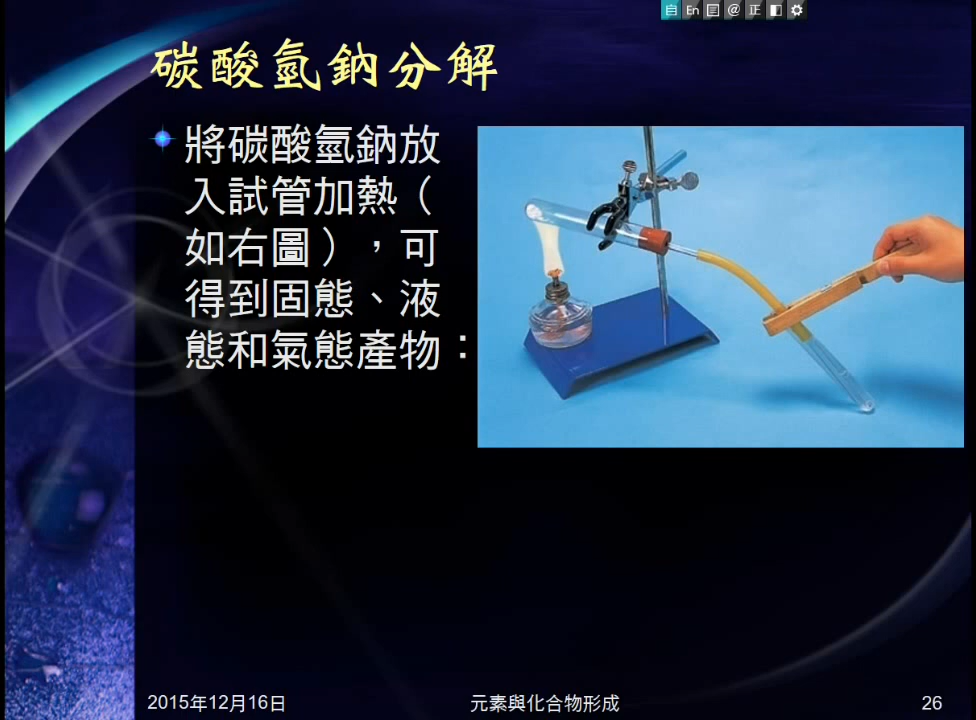 自 En @ 正
碳酸氫鈉分解
將碳酸氫鈉放
入試管加熱（
如右圖），可
得到固態、液
態和氣態產物：
2015年12月16日
元素與化合物形成
26